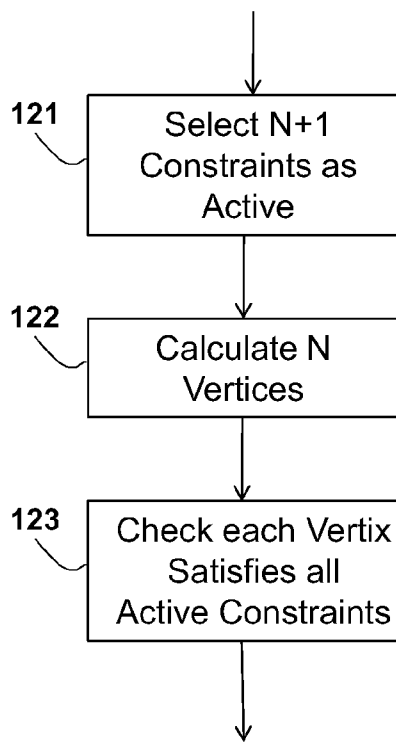 121
Select N+1
Constraints as
Active
122
Calculate N
Vertices
123
Check each Vertix
Satisfies all
Active Constraints